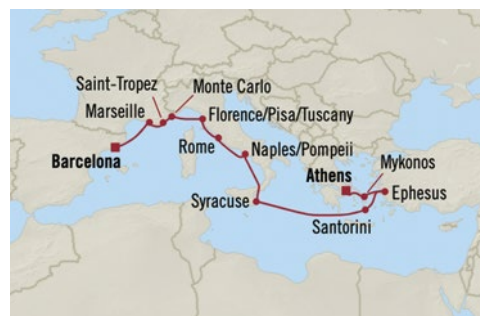 Saint-Tropez
Monte Carlo
Marseille
Florence/Pisa/Tuscany
Barcelona
Rome
Naples/Pompeii
Athens
Mykonos
Ephesus
Syracuse
Santorini